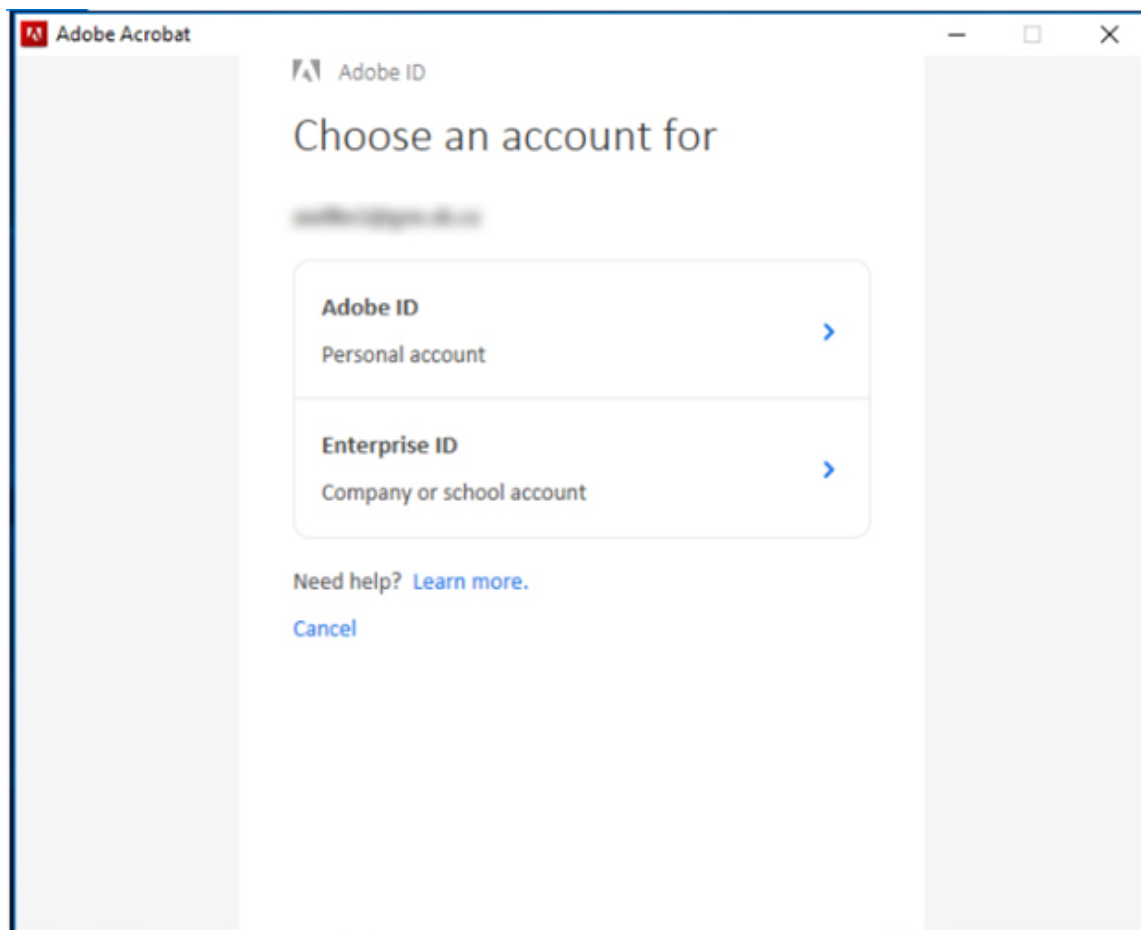 Adobe Acrobat
Adobe ID
Choose an account for
Adobe ID
Personal account
Enterprise ID
Company or school account
Need help? Learn more.
Cancel